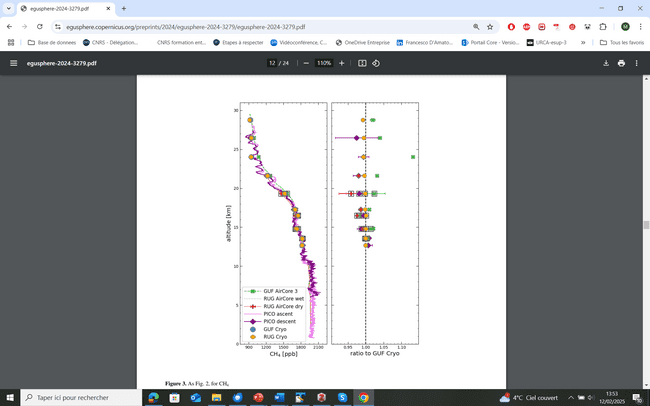 egusphere-2024-3279.pdf
egusphere.copernicus.org/preprints/2024/egusphere-2024-3279/egusphere-2024-3279.pdf
Base de données
CNRS - Délégation...
CNRS formation ent...
Etapes à respecter
Vidéoconférence, C...
OneDrive Entreprise
Francesco D'Amato...
Portal Core - Versio...
URCA-esup-3
»
Tous les favoris
egusphere-2024-3279.pdf
12 / 24
110%
30
25
20
15
10
5
0
altitude [km]
GUF AirCore 3
RUG AirCore wet
RUG AirCore dry
PICO ascent
PICO descent
GUF Cryo
RUG Cryo
900 1200 1500 1800 2100
CH₄ [ppb]
0.95 1.00 1.05 1.10
ratio to GUF Cryo
Figure 3. As Fig. 2, for CH₄
Taper ici pour rechercher
4°C Ciel couvert
13:53
12/02/2025